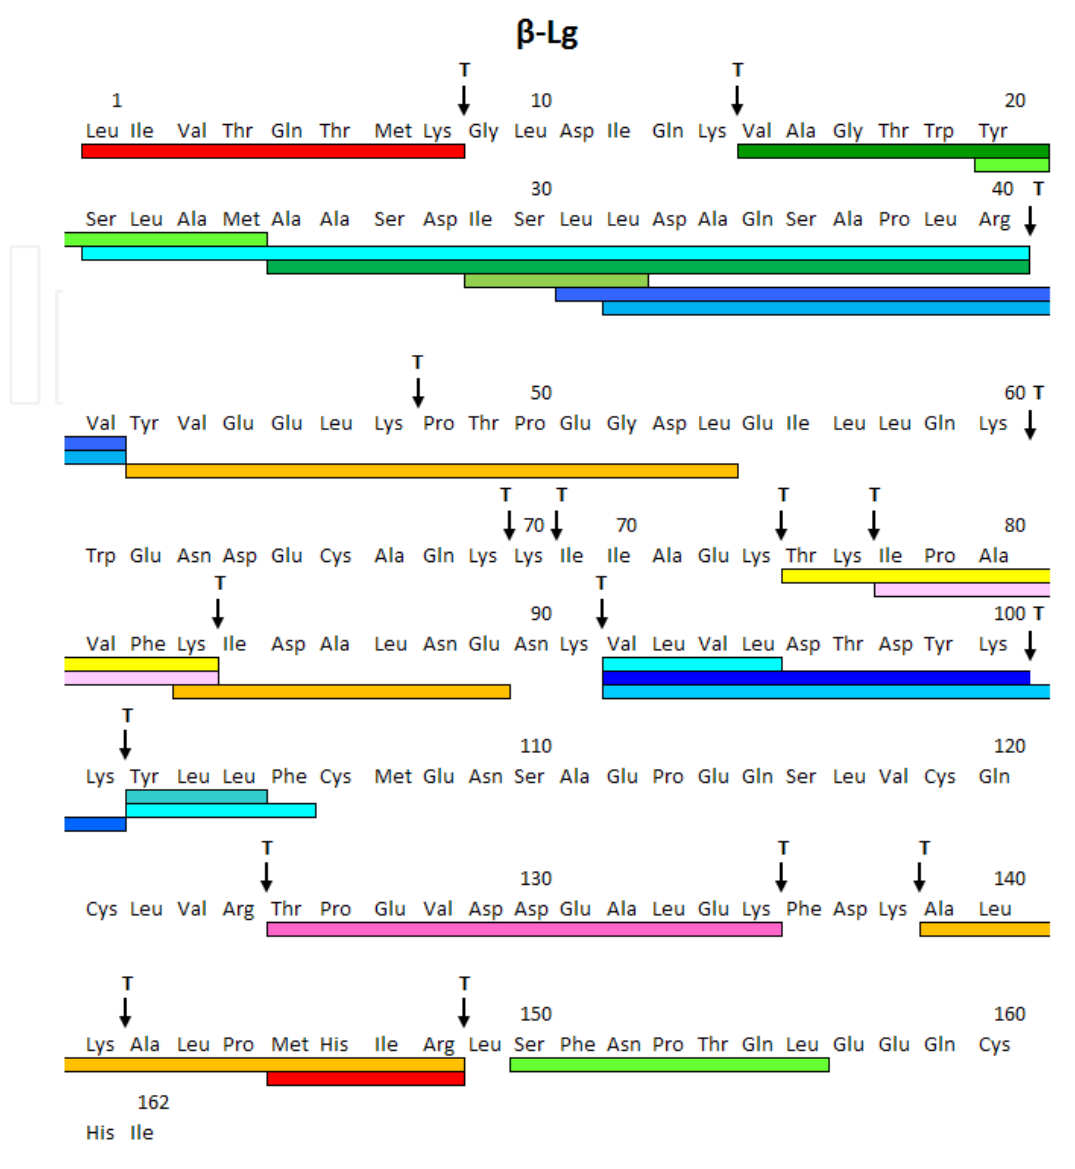 β-Lg
T T
1 10 20
Leu Ile Val Thr Gln Thr Met Lys Gly Leu Asp Ile Gln Lys Val Ala Gly Thr Trp Tyr
30 40 T
Ser Leu Ala Met Ala Ala Ser Asp Ile Ser Leu Leu Asp Ala Gln Ser Ala Pro Leu Arg
T
50 60 T
Val Tyr Val Glu Glu Leu Lys Pro Thr Pro Glu Gly Asp Leu Glu Ile Leu Leu Gln Lys
T T T T
70 70 80
Trp Glu Asn Asp Glu Cys Ala Gln Lys Lys Ile Ile Ala Glu Lys Thr Lys Ile Pro Ala
T T
90 100 T
Val Phe Lys Ile Asp Ala Leu Asn Glu Asn Lys Val Leu Val Leu Asp Thr Asp Tyr Lys
T
110 120
Lys Tyr Leu Leu Phe Cys Met Glu Asn Ser Ala Glu Pro Glu Gln Ser Leu Val Cys Gln
T T T
130 140
Cys Leu Val Arg Thr Pro Glu Val Asp Asp Glu Ala Leu Glu Lys Phe Asp Lys Ala Leu
T T
150 160
Lys Ala Leu Pro Met His Ile Arg Leu Ser Phe Asn Pro Thr Gln Leu Glu Glu Gln Cys
162
His Ile